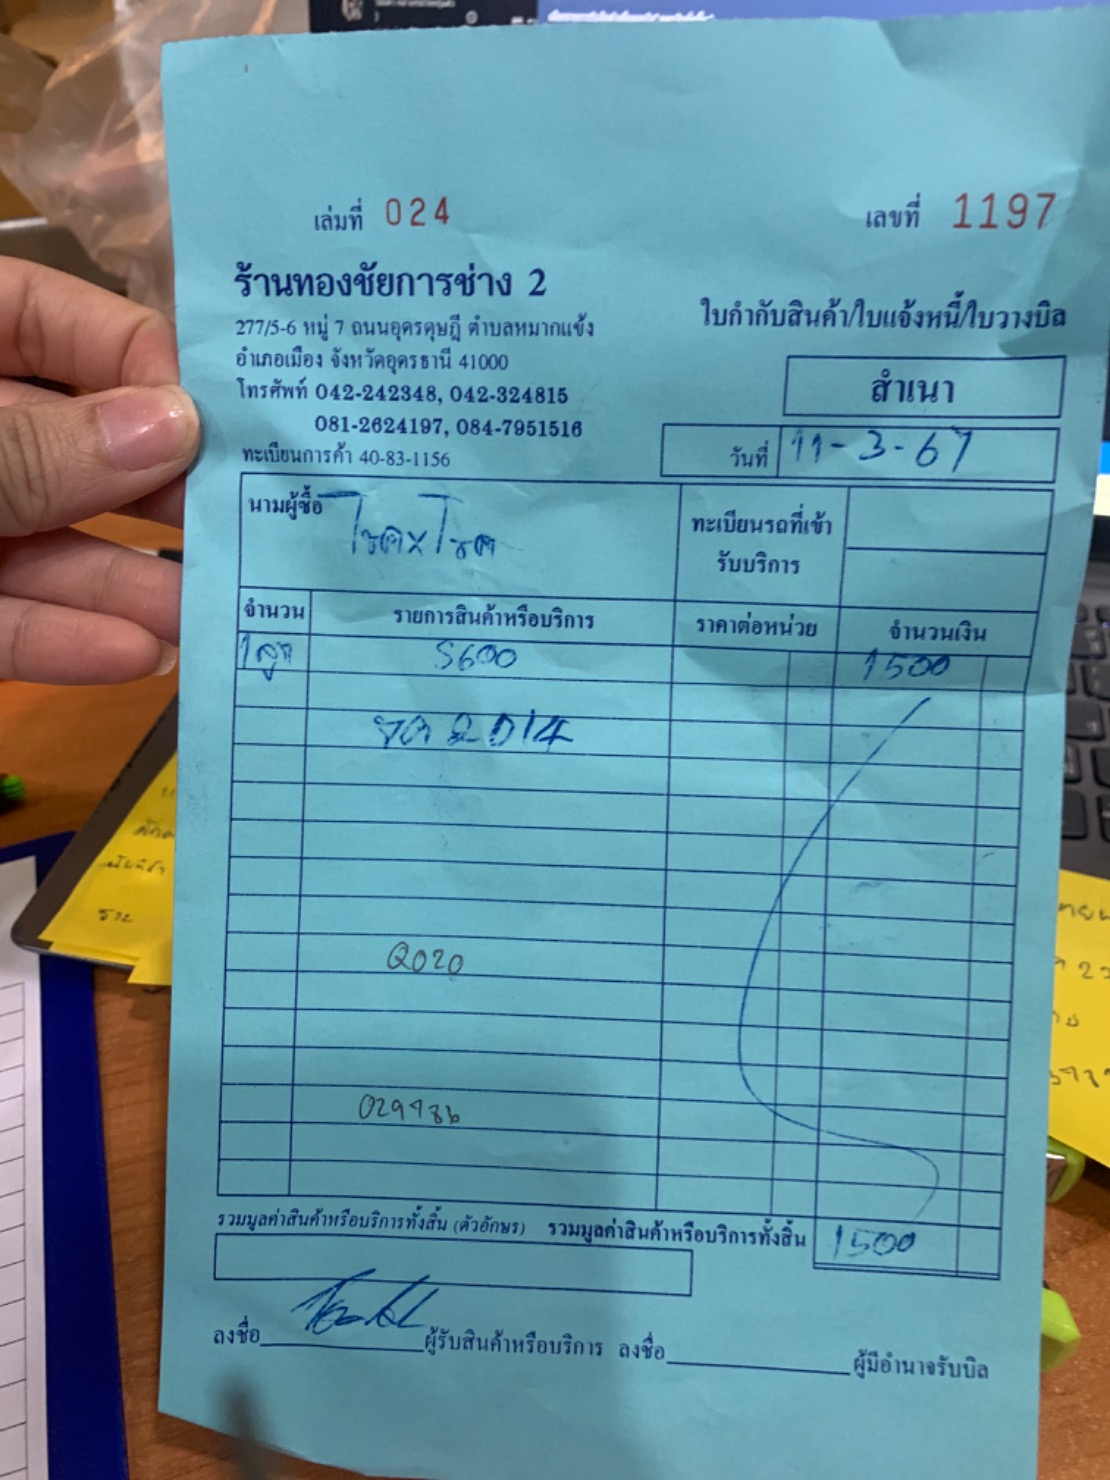 เล่มที่ 024
เลขที่ 1197
ร้านทองชัยการช่าง 2
277/5-6 หมู่ 7 ถนนอุดรดุษฎี ตำบลหมากแข้ง
อำเภอเมือง จังหวัดอุดรธานี 41000
โทรศัพท์ 042-242348, 042-324815
081-2624197, 084-7951516
ทะเบียนการค้า 40-83-1156
ใบกำกับสินค้า/ใบแจ้งหนี้/ใบวางบิล
สำเนา
วันที่ 11-3-67
นามผู้ซื้อ โชคxโชค
ทะเบียนรถที่เข้า
รับบริการ
จำนวน รายการสินค้าหรือบริการ ราคาต่อหน่วย จำนวนเงิน
1ลูก S600 1500
2014
Q020
029986
รวมมูลค่าสินค้าหรือบริการทั้งสิ้น (ตัวอักษร) รวมมูลค่าสินค้าหรือบริการทั้งสิ้น 1500
ลงชื่อ ผู้รับสินค้าหรือบริการ ลงชื่อ ผู้มีอำนาจรับบิล